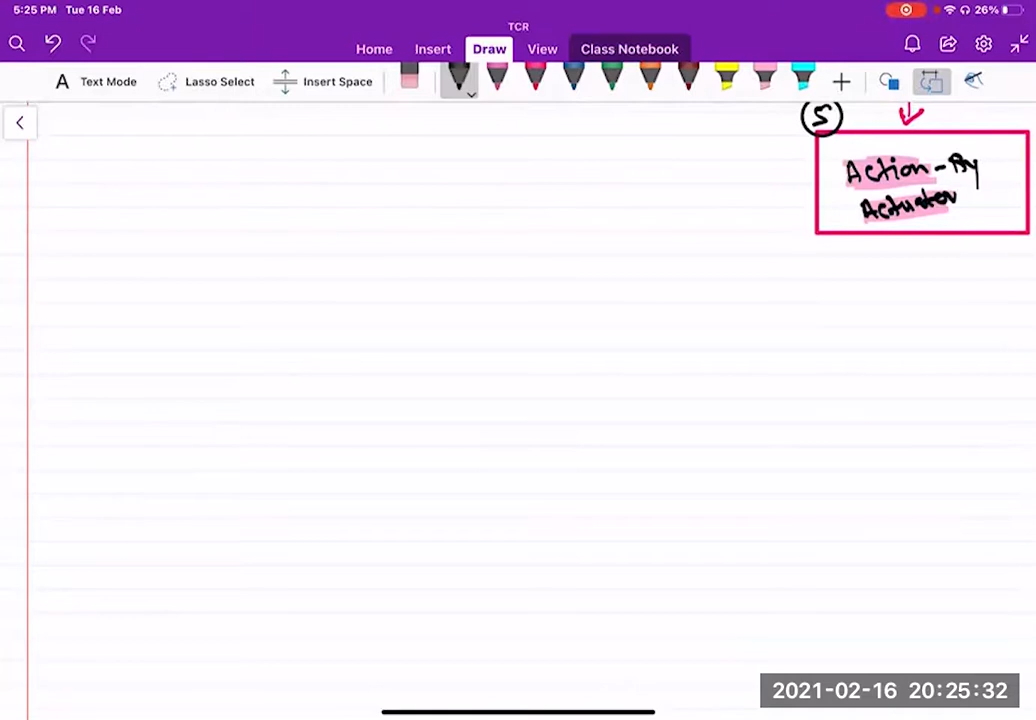 5:25 PM Tue 16 Feb
26%
TCR
Home Insert Draw View Class Notebook
A Text Mode Lasso Select Insert Space
5
Action - By
Actuator
2021-02-16 20:25:32